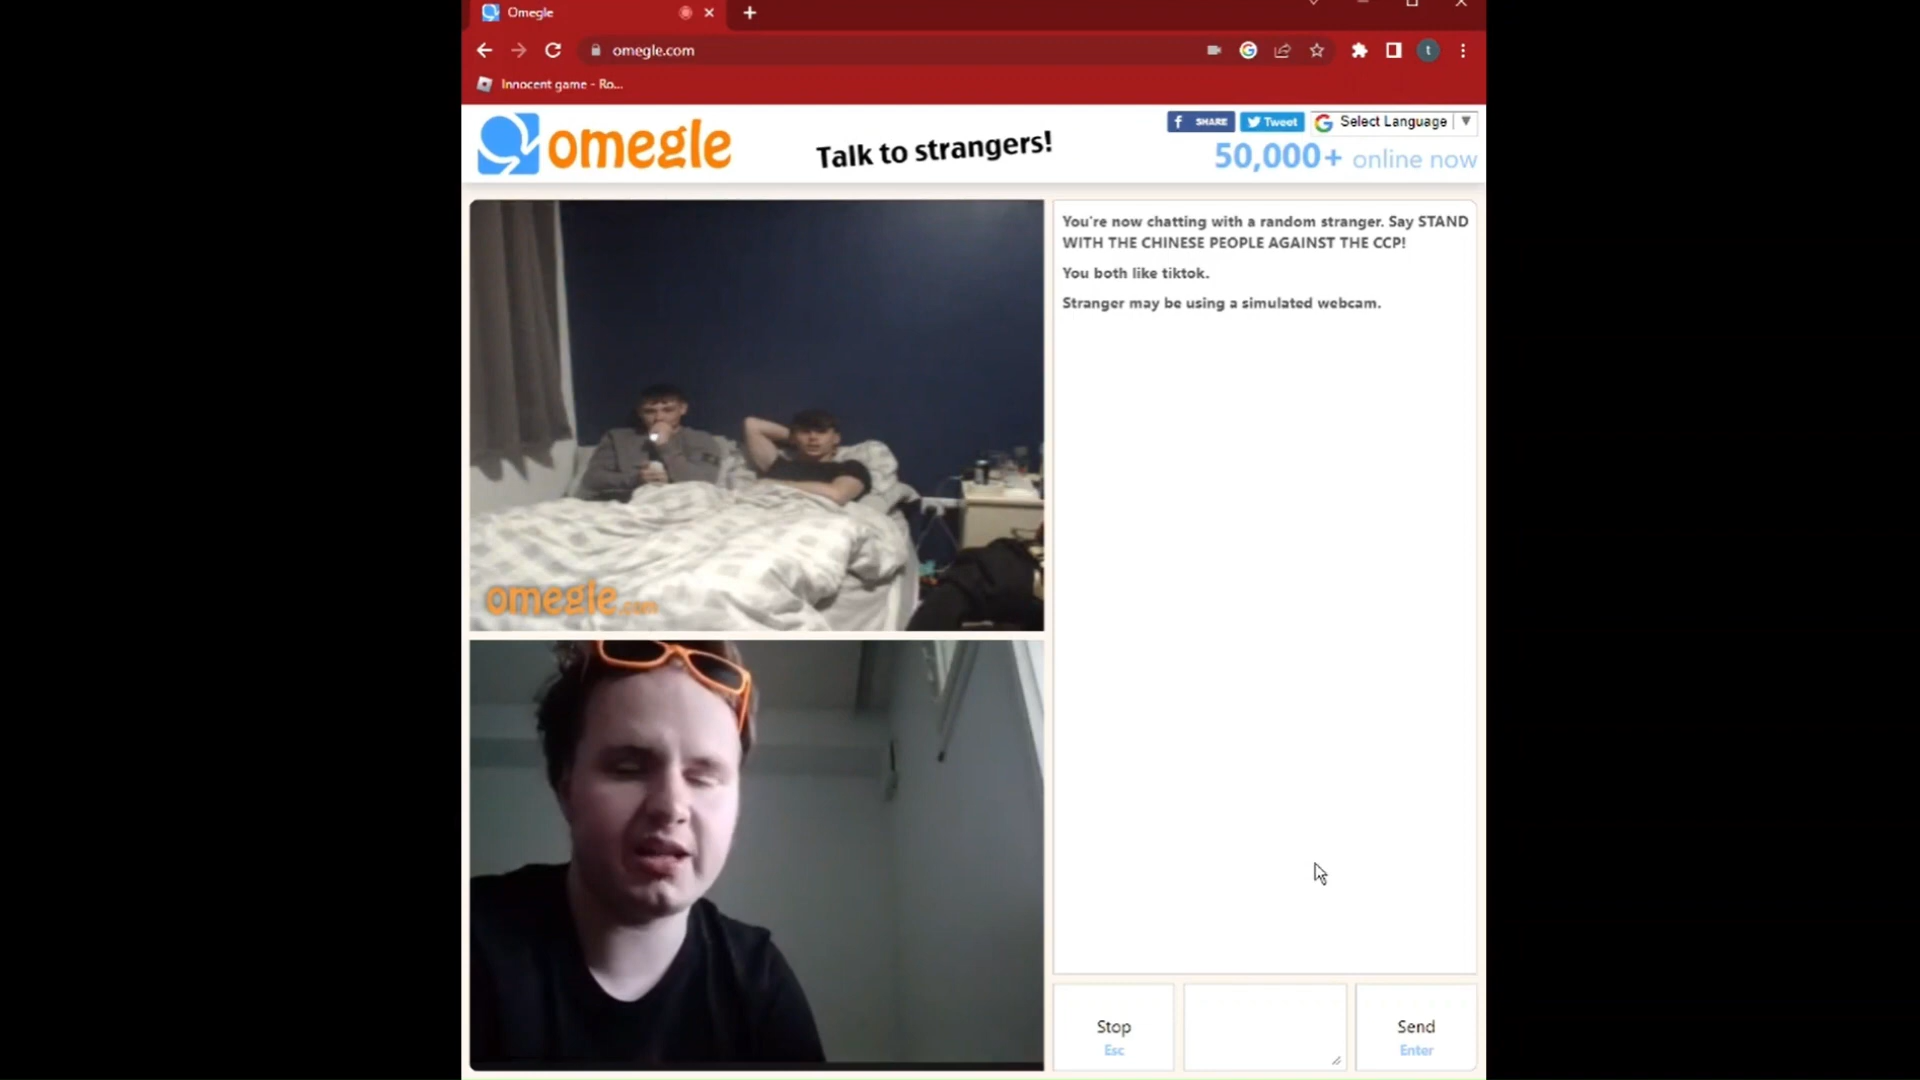 Omegle
omegle.com
t
Innocent game - Ro...
omegle
Talk to strangers!
SHARE
Tweet
Select Language
50,000+ online now
You're now chatting with a random stranger. Say STAND
WITH THE CHINESE PEOPLE AGAINST THE CCP!
You both like tiktok.
Stranger may be using a simulated webcam.
omegle.com
Stop
Esc
Send
Enter